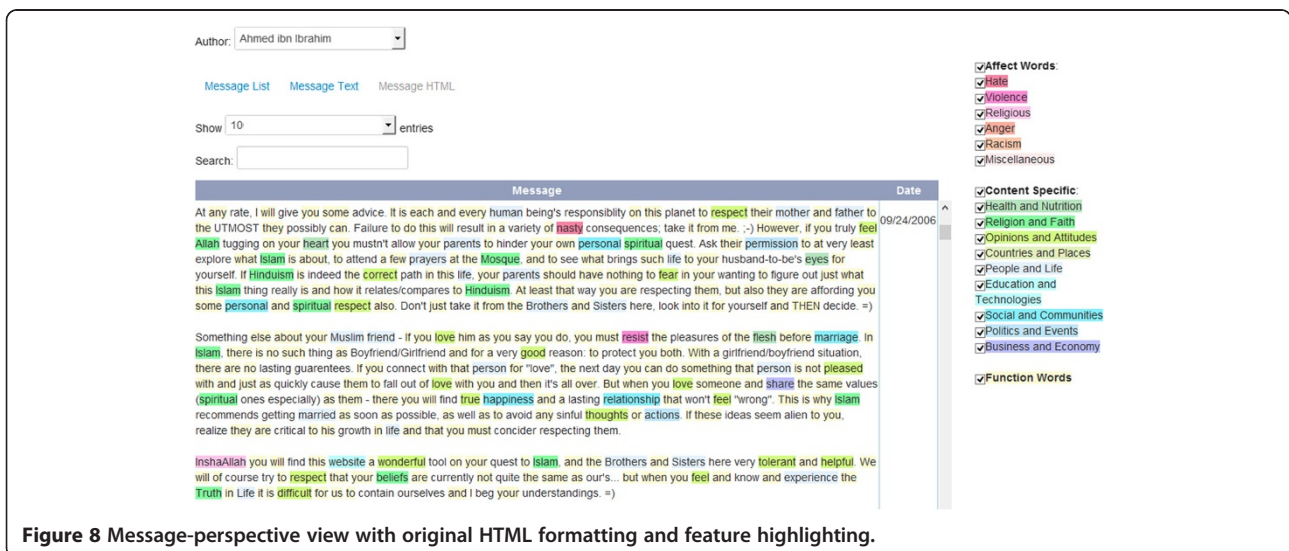 Author: Ahmed ibn Ibrahim
Message List Message Text Message HTML
Show 10 entries
Search:
Message Date
At any rate, I will give you some advice. It is each and every human being's responsiblity on this planet to respect their mother and father to
the UTMOST they possibly can. Failure to do this will result in a variety of nasty consequences; take it from me. ;-) However, if you truly feel
Allah tugging on your heart you mustn't allow your parents to hinder your own personal spiritual quest. Ask their permission to at very least
explore what Islam is about, to attend a few prayers at the Mosque, and to see what brings such life to your husband-to-be's eyes for
yourself. If Hinduism is indeed the correct path in this life, your parents should have nothing to fear in your wanting to figure out just what
this Islam thing really is and how it relates/compares to Hinduism. At least that way you are respecting them, but also they are affording you
some personal and spiritual respect also. Don't just take it from the Brothers and Sisters here, look into it for yourself and THEN decide. =)
09/24/2006
Something else about your Muslim friend - if you love him as you say you do, you must resist the pleasures of the flesh before marriage. In
Islam, there is no such thing as Boyfriend/Girlfriend and for a very good reason: to protect you both. With a girlfriend/boyfriend situation,
there are no lasting guarentees. If you connect with that person for "love", the next day you can do something that person is not pleased
with and just as quickly cause them to fall out of love with you and then it's all over. But when you love someone and share the same values
(spiritual ones especially) as them - there you will find true happiness and a lasting relationship that won't feel "wrong". This is why Islam
recommends getting married as soon as possible, as well as to avoid any sinful thoughts or actions. If these ideas seem alien to you,
realize they are critical to his growth in life and that you must concider respecting them.
InshaAllah you will find this website a wonderful tool on your quest to Islam, and the Brothers and Sisters here very tolerant and helpful. We
will of course try to respect that your beliefs are currently not quite the same as our's... but when you feel and know and experience the
Truth in Life it is difficult for us to contain ourselves and I beg your understandings. =)
Affect Words:
Hate
Violence
Religious
Anger
Racism
Miscellaneous
Content Specific:
Health and Nutrition
Religion and Faith
Opinions and Attitudes
Countries and Places
People and Life
Education and
Technologies
Social and Communities
Politics and Events
Business and Economy
Function Words
Figure 8 Message-perspective view with original HTML formatting and feature highlighting.